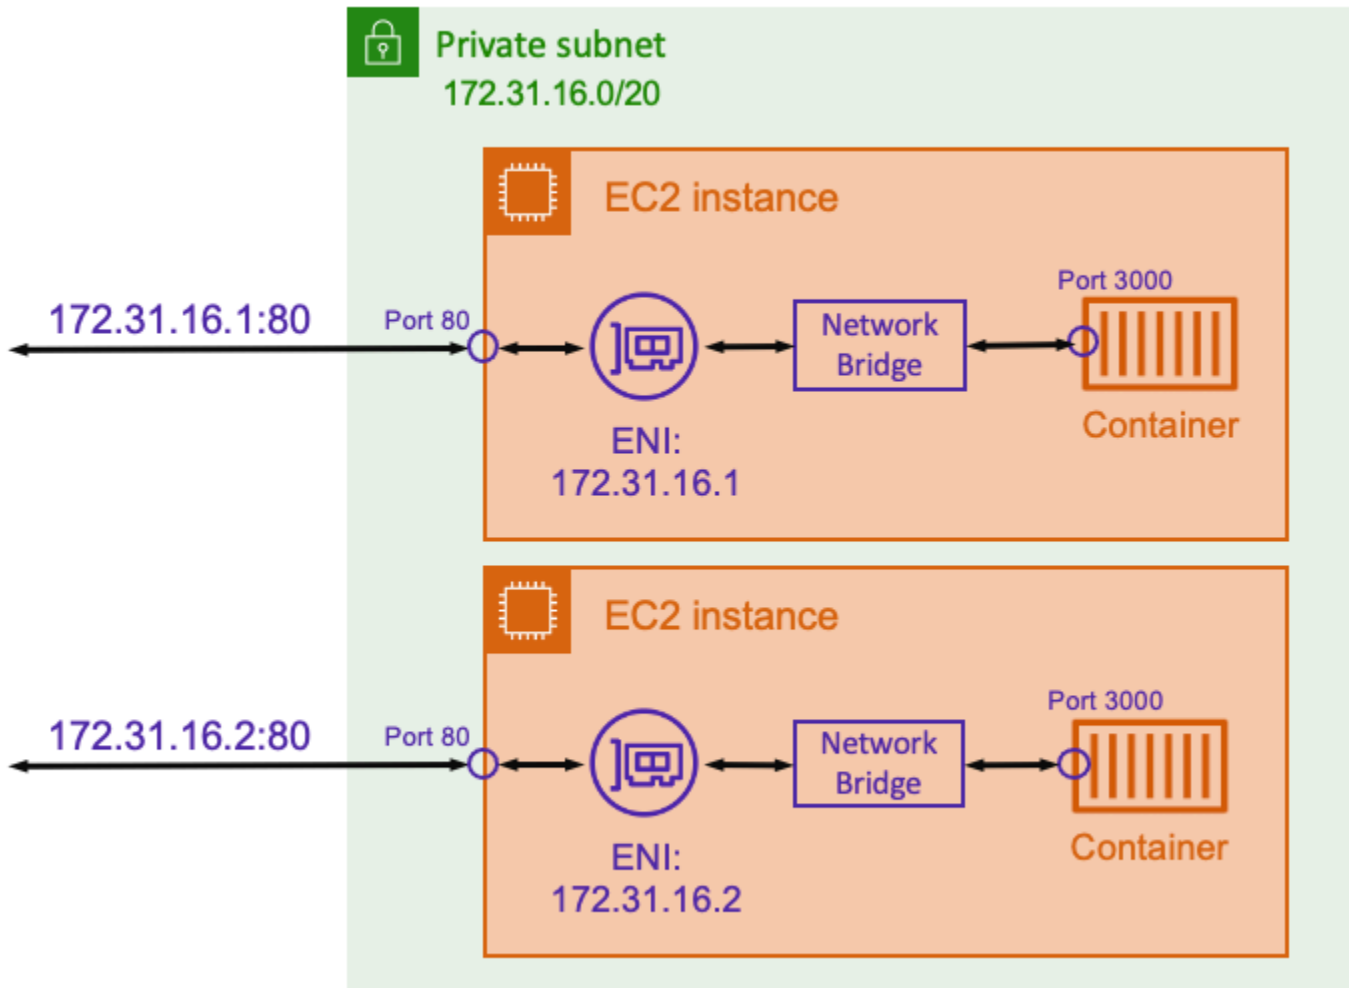 Private subnet
172.31.16.0/20
EC2 instance
Port 3000
172.31.16.1:80
Port 80
Network
Bridge
Container
ENI:
172.31.16.1
EC2 instance
Port 3000
172.31.16.2:80
Port 80
Network
Bridge
Container
ENI:
172.31.16.2